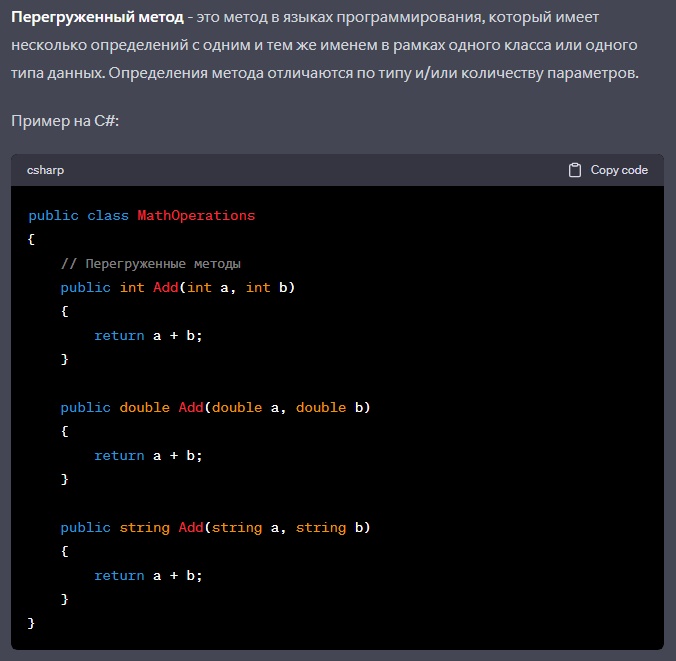 Перегруженный метод - это метод в языках программирования, который имеет
несколько определений с одним и тем же именем в рамках одного класса или одного
типа данных. Определения метода отличаются по типу и/или количеству параметров.
Пример на C#:
csharp Copy code
public class MathOperations
{
    // Перегруженные методы
    public int Add(int a, int b)
    {
        return a + b;
    }

    public double Add(double a, double b)
    {
        return a + b;
    }

    public string Add(string a, string b)
    {
        return a + b;
    }
}